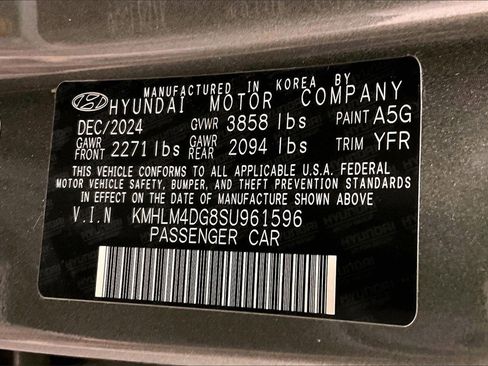 MANUFACTURED IN KOREA BY
HYUNDAI MOTOR COMPANY
DEC/2024 GVWR 3858 lbs PAINT A5G
GAWR FRONT 2271 lbs GAWR REAR 2094 lbs TRIM YFR
THIS VEHICLE CONFORMS TO ALL APPLICABLE U.S.A. FEDERAL
MOTOR VEHICLE SAFETY, BUMPER, AND THEFT PREVENTION STANDARDS
IN EFFECT ON THE DATE OF MANUFACTURE SHOWN ABOVE.
V.I.N KMHLM4DG8SU961596
PASSENGER CAR